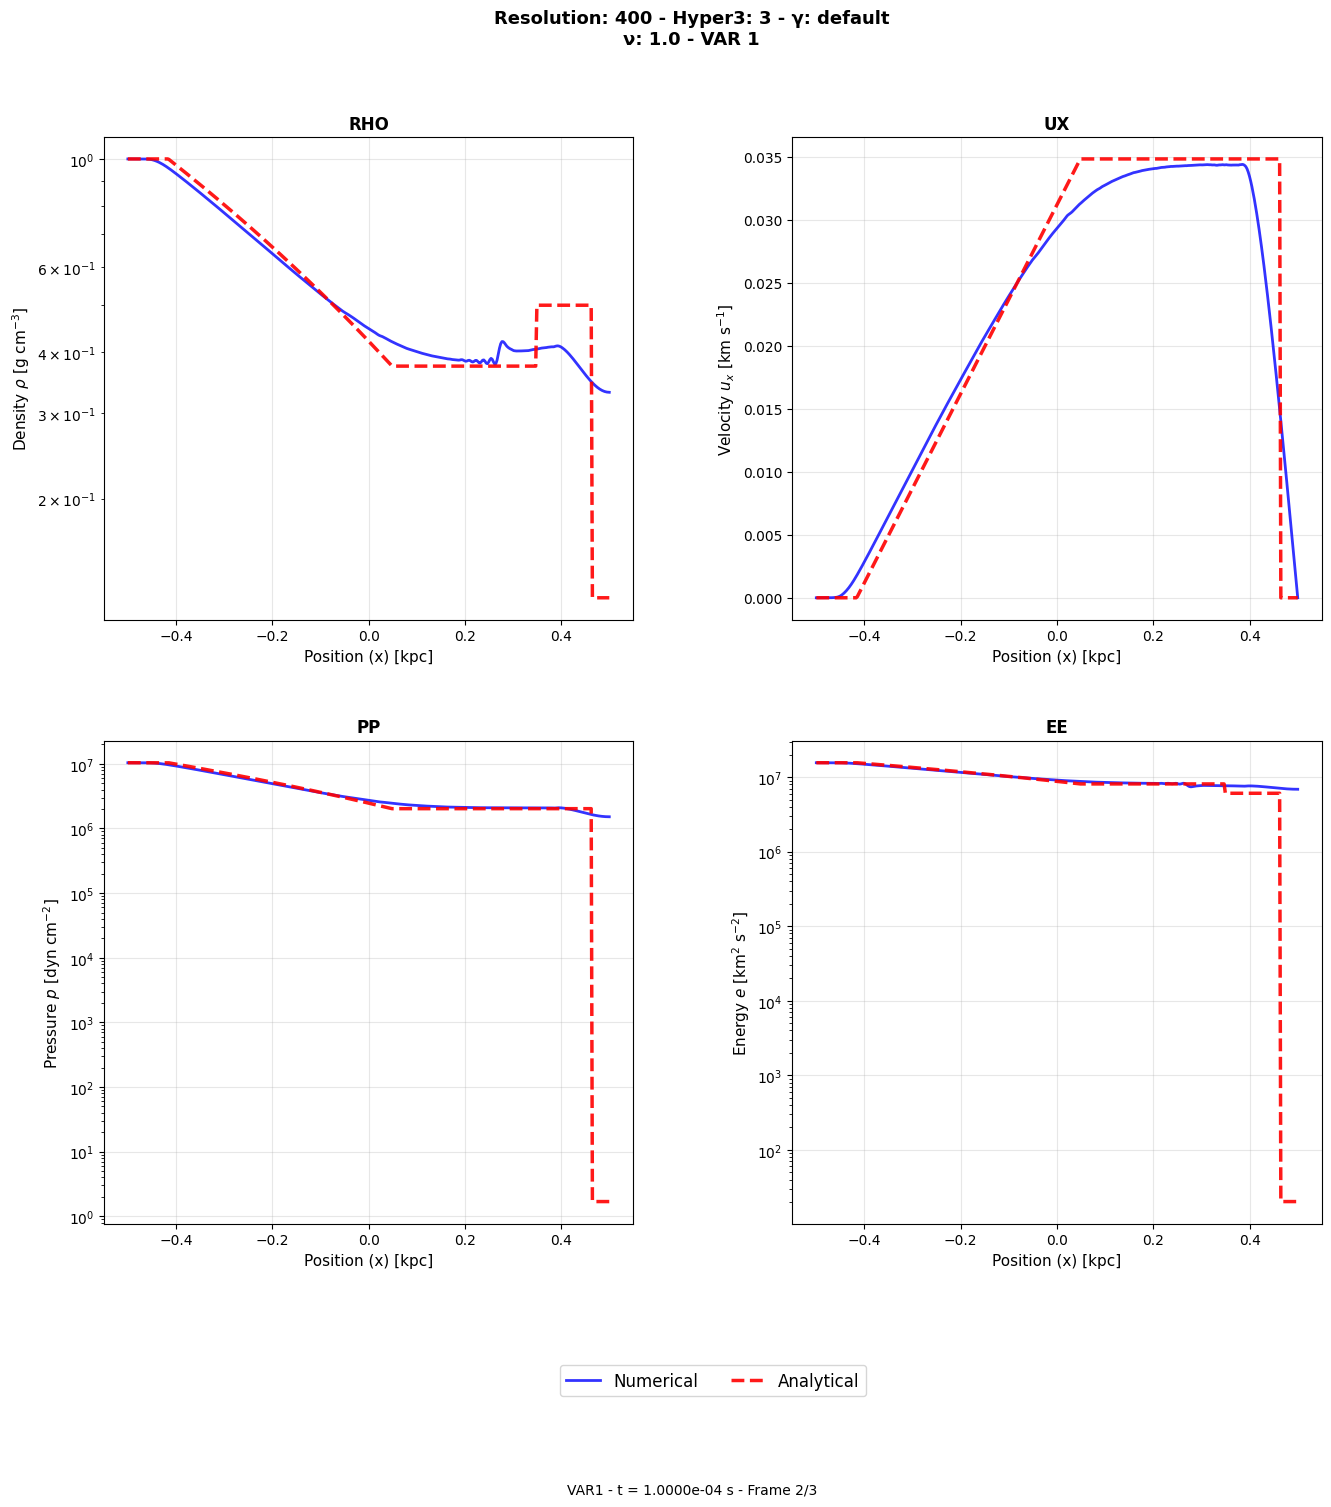 Resolution: 400 - Hyper3: 3 - γ: default
ν: 1.0 - VAR 1
RHO
Density ρ [g cm⁻³]
10⁰
6 × 10⁻¹
4 × 10⁻¹
3 × 10⁻¹
2 × 10⁻¹
−0.4 −0.2 0.0 0.2 0.4
Position (x) [kpc]
UX
Velocity uₓ [km s⁻¹]
0.035
0.030
0.025
0.020
0.015
0.010
0.005
0.000
−0.4 −0.2 0.0 0.2 0.4
Position (x) [kpc]
PP
Pressure p [dyn cm⁻²]
10⁷
10⁶
10⁵
10⁴
10³
10²
10¹
10⁰
−0.4 −0.2 0.0 0.2 0.4
Position (x) [kpc]
EE
Energy e [km² s⁻²]
10⁷
10⁶
10⁵
10⁴
10³
10²
−0.4 −0.2 0.0 0.2 0.4
Position (x) [kpc]
Numerical Analytical
VAR1 - t = 1.0000e-04 s - Frame 2/3